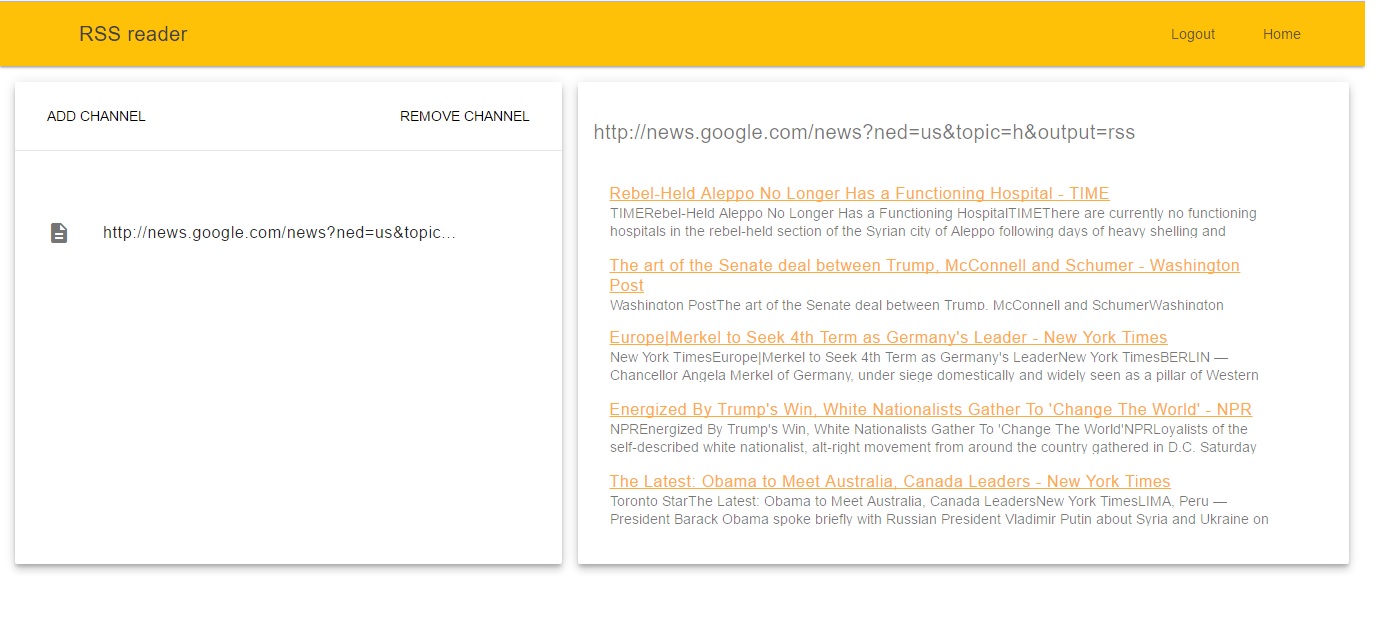 RSS reader
Logout
Home
ADD CHANNEL
REMOVE CHANNEL
http://news.google.com/news?ned=us&topic...
http://news.google.com/news?ned=us&topic=h&output=rss
Rebel-Held Aleppo No Longer Has a Functioning Hospital - TIME
TIMERebel-Held Aleppo No Longer Has a Functioning HospitalTIMEThere are currently no functioning
hospitals in the rebel-held section of the Syrian city of Aleppo following days of heavy shelling and
The art of the Senate deal between Trump, McConnell and Schumer - Washington
Post
Washington PostThe art of the Senate deal between Trump, McConnell and SchumerWashington
Europe|Merkel to Seek 4th Term as Germany's Leader - New York Times
New York TimesEurope|Merkel to Seek 4th Term as Germany's LeaderNew York TimesBERLIN —
Chancellor Angela Merkel of Germany, under siege domestically and widely seen as a pillar of Western
Energized By Trump's Win, White Nationalists Gather To 'Change The World' - NPR
NPREnergized By Trump's Win, White Nationalists Gather To 'Change The World'NPRLoyalists of the
self-described white nationalist, alt-right movement from around the country gathered in D.C. Saturday
The Latest: Obama to Meet Australia, Canada Leaders - New York Times
Toronto StarThe Latest: Obama to Meet Australia, Canada LeadersNew York TimesLIMA, Peru —
President Barack Obama spoke briefly with Russian President Vladimir Putin about Syria and Ukraine on